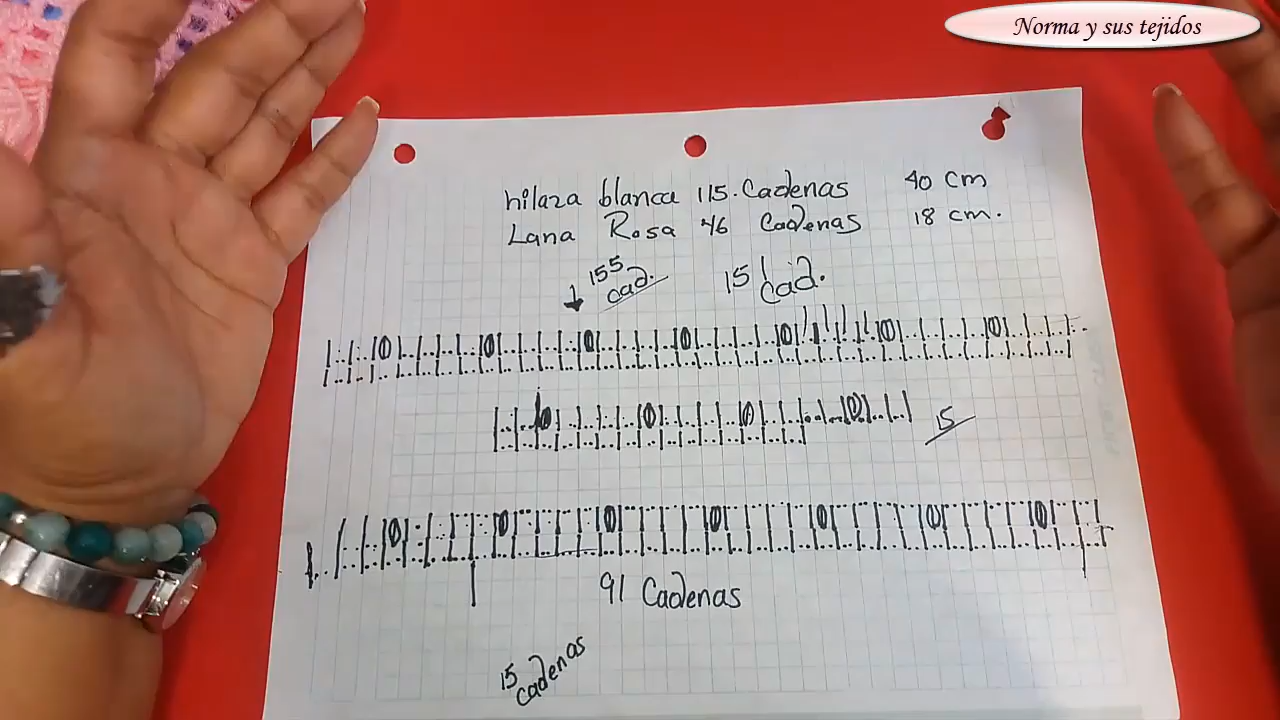 Norma y sus tejidos
hilaza blanca 115 Cadenas 40 cm
Lana Rosa 46 Cadenas 18 cm.
155 cad.
151 cad.
15
91 Cadenas
15 cadenas